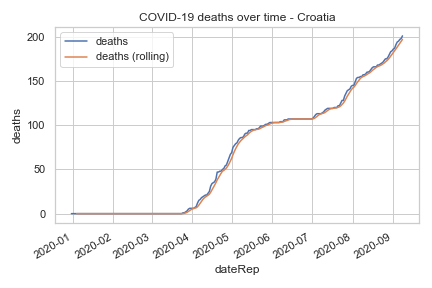 COVID-19 deaths over time - Croatia
deaths
deaths (rolling)
200
150
100
50
0
deaths
2020-01
2020-02
2020-03
2020-04
2020-05
2020-06
2020-07
2020-08
2020-09
dateRep